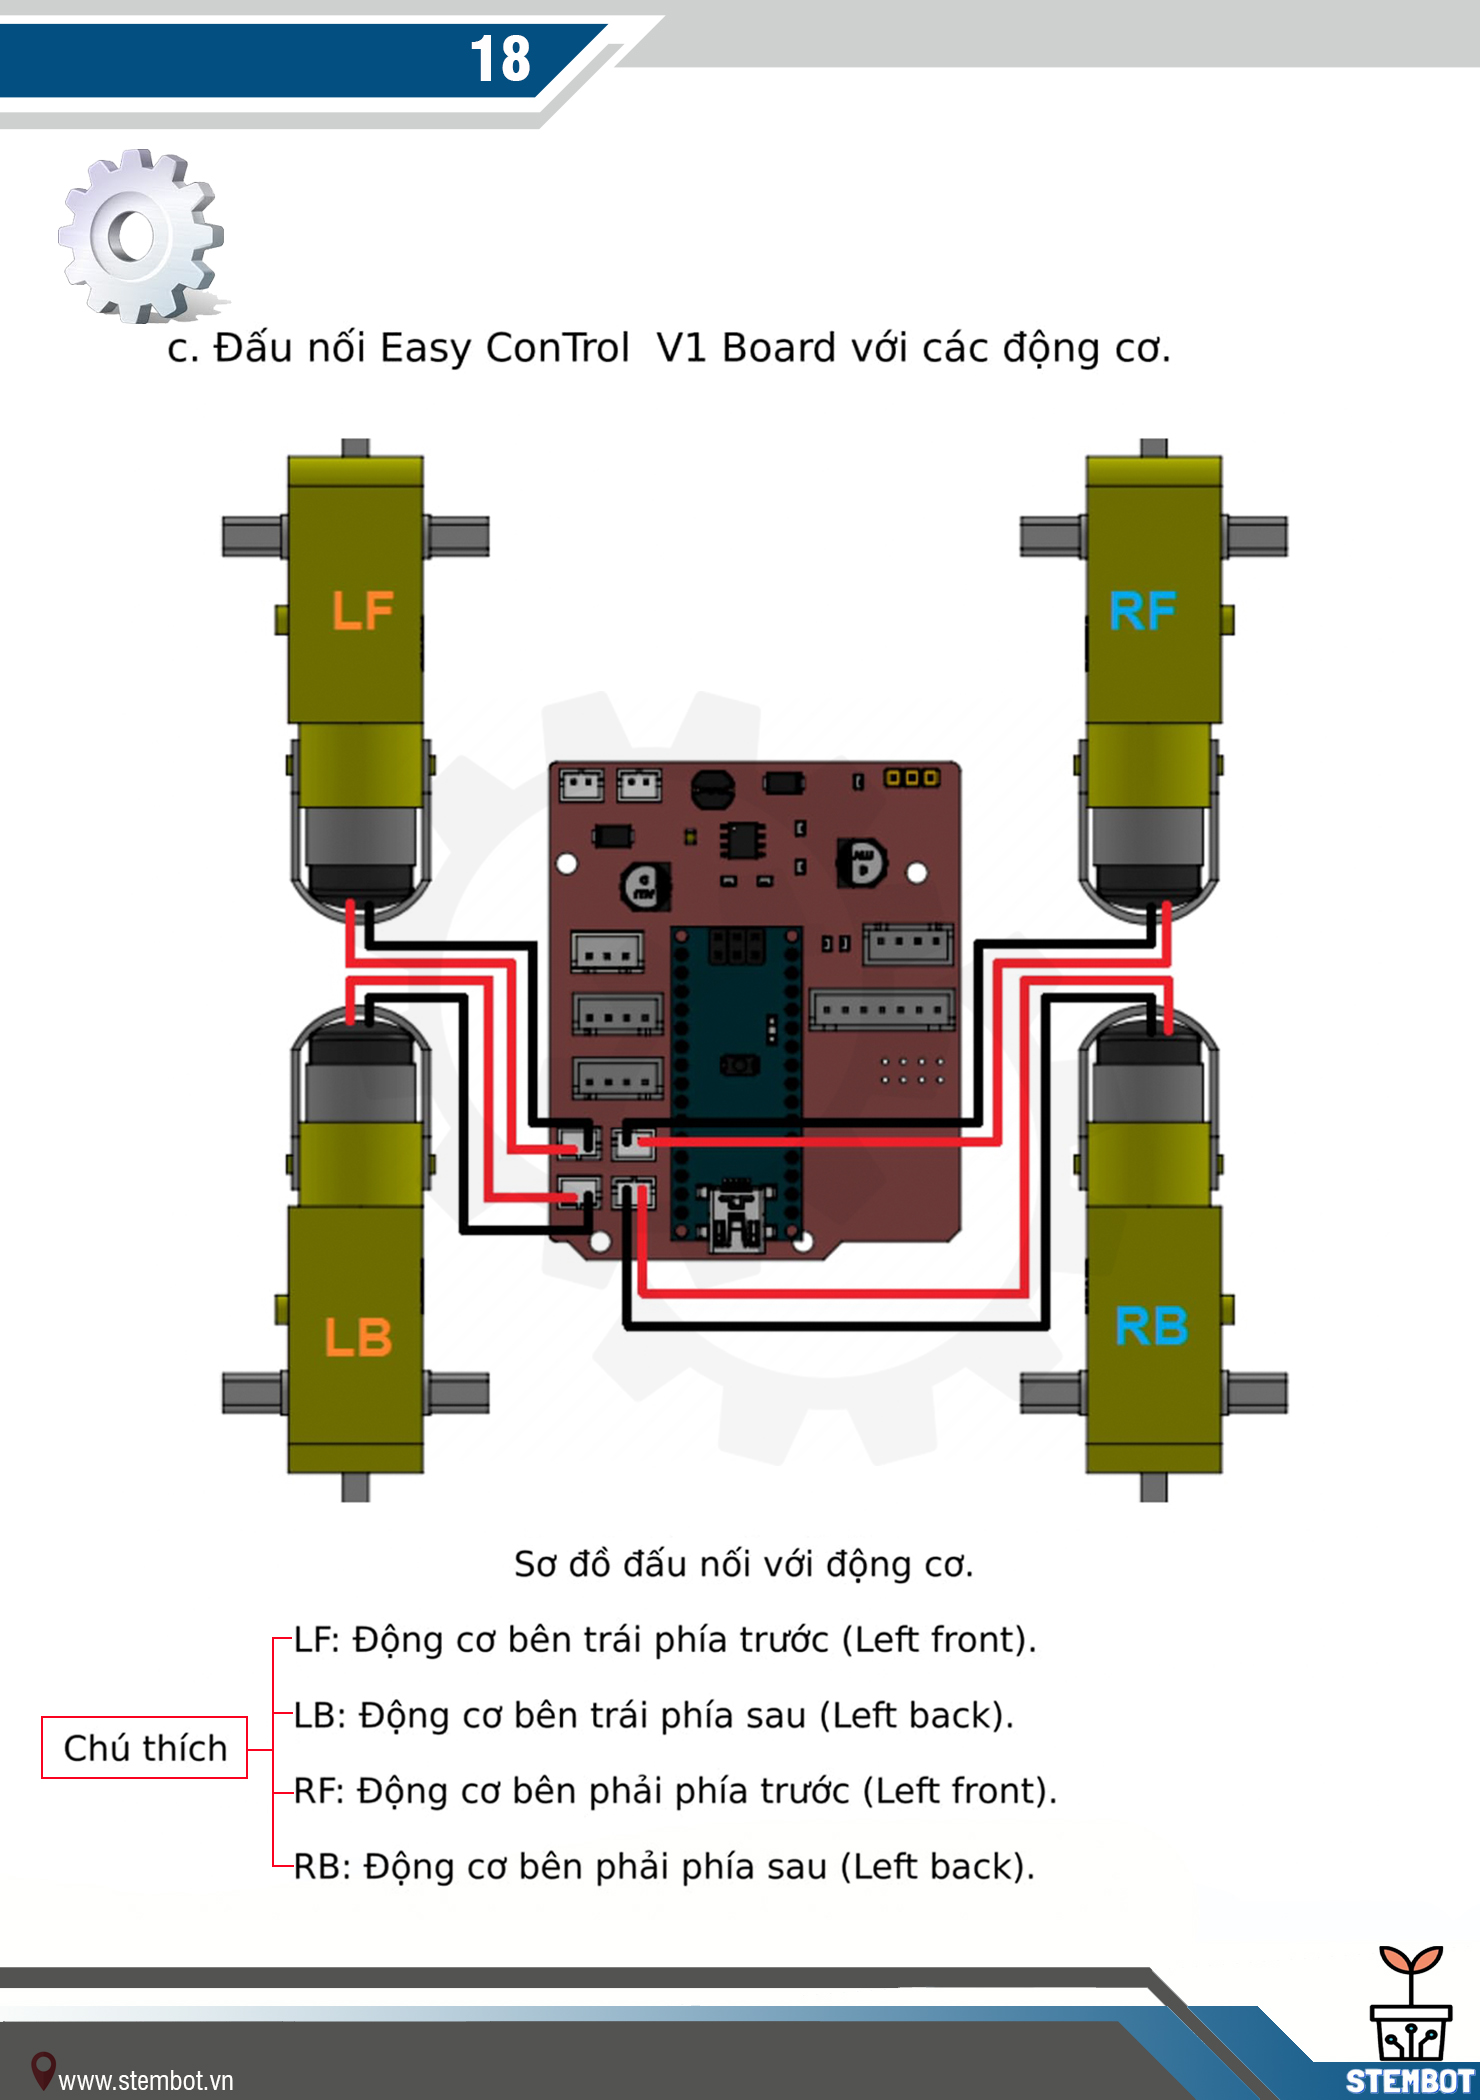 18
c. Đấu nối Easy ConTrol V1 Board với các động cơ.
LF
RF
LB
RB
Sơ đồ đấu nối với động cơ.
Chú thích
LF: Động cơ bên trái phía trước (Left front).
LB: Động cơ bên trái phía sau (Left back).
RF: Động cơ bên phải phía trước (Left front).
RB: Động cơ bên phải phía sau (Left back).
www.stembot.vn
STEMBOT